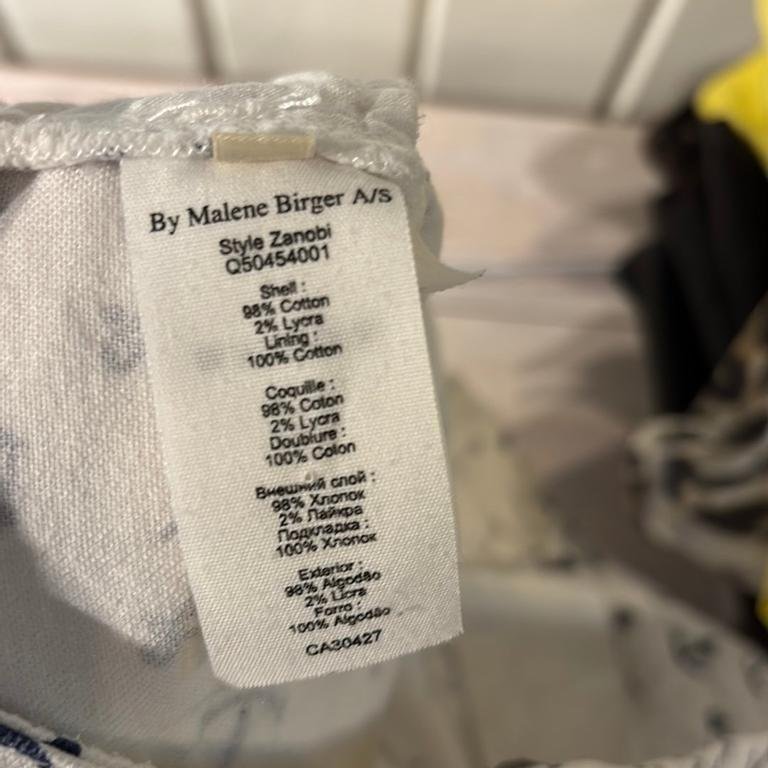 By Malene Birger A/S
Style Zanobi
Q50454001
Shell :
98% Cotton
2% Lycra
Lining :
100% Cotton
Coquille :
98% Coton
2% Lycra
Doublure :
100% Coton
Внешний слой :
98% Хлопок
2% Лайкра
Подкладка :
100% Хлопок
Exterior :
98% Algodão
2% Licra
Forro :
100% Algodão
CA30427